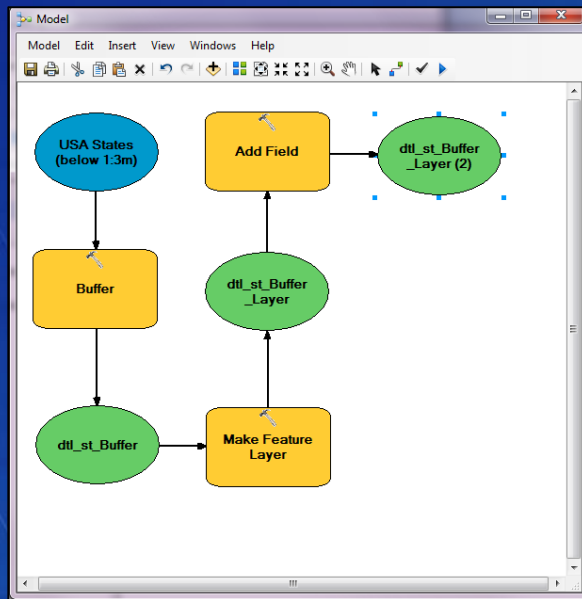 Model
Model Edit Insert View Windows Help
USA States
(below 1:3m)
Buffer
dtl_st_Buffer
Make Feature
Layer
dtl_st_Buffer
_Layer
Add Field
dtl_st_Buffer
_Layer (2)